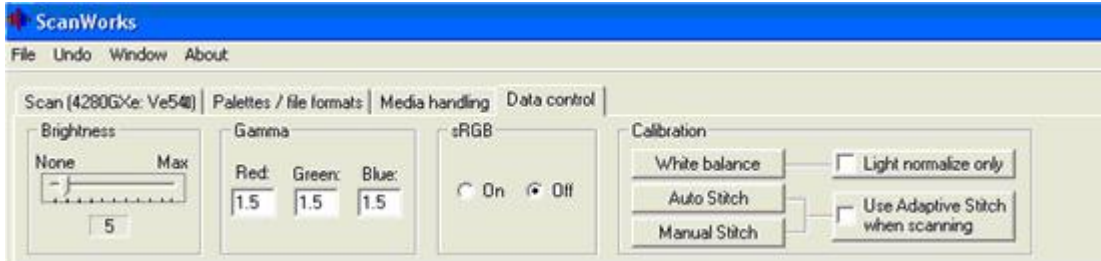 ScanWorks
File Undo Window About
Scan (4280GXe: Ve540) Palettes / file formats Media handling Data control
Brightness Gamma sRGB Calibration
None Max Red: Green: Blue: On Off White balance Light normalize only
1.5 1.5 1.5 Auto Stitch Use Adaptive Stitch
5 Manual Stitch when scanning